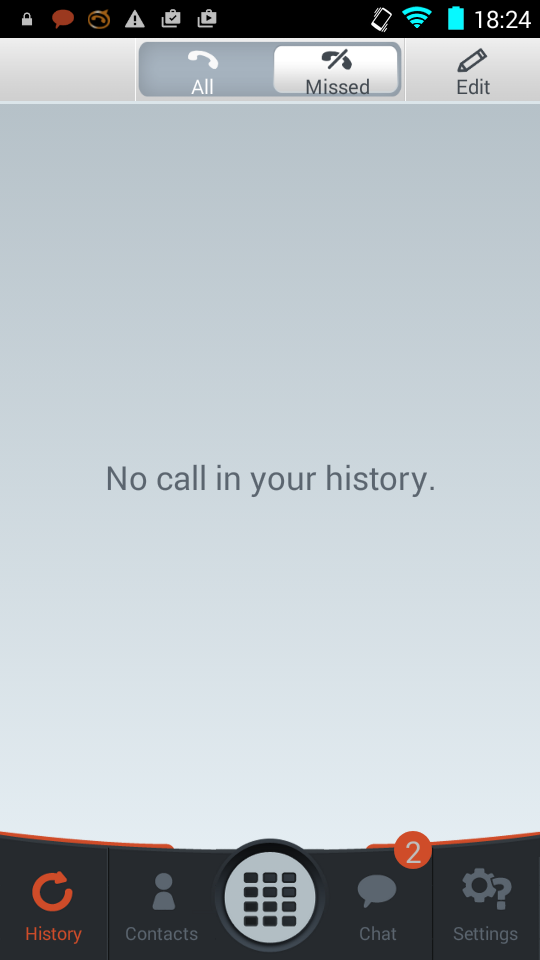 18:24
All
Missed
Edit
No call in your history.
2
History
Contacts
Chat
Settings